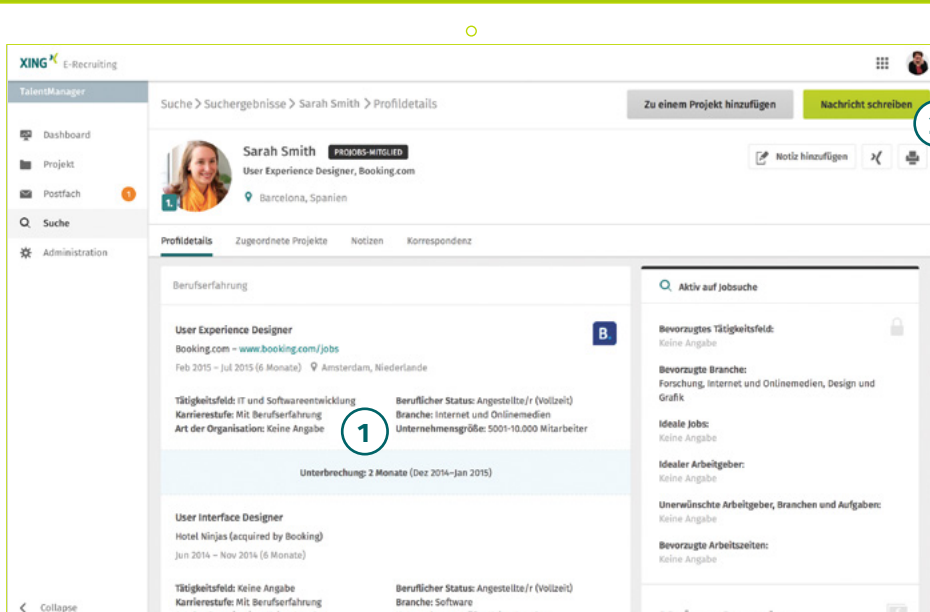 XING E-Recruiting
TalentManager
Suche > Suchergebnisse > Sarah Smith > Profildetails
Zu einem Projekt hinzufügen
Nachricht schreiben
Dashboard
Projekt
Postfach 1
Suche
Administration
Collapse
Sarah Smith PROJOBS-MITGLIED
User Experience Designer, Booking.com
Barcelona, Spanien
1.
Notiz hinzufügen
Profildetails Zugeordnete Projekte Notizen Korrespondenz
Berufserfahrung
User Experience Designer
B.
Booking.com – www.booking.com/jobs
Feb 2015 – Jul 2015 (6 Monate) Amsterdam, Niederlande
Tätigkeitsfeld: IT und Softwareentwicklung
Karrierestufe: Mit Berufserfahrung
Art der Organisation: Keine Angabe
Beruflicher Status: Angestellte/r (Vollzeit)
Branche: Internet und Onlinemedien
Unternehmensgröße: 5001-10.000 Mitarbeiter
1
Unterbrechung: 2 Monate (Dez 2014–Jan 2015)
User Interface Designer
Hotel Ninjas (acquired by Booking)
Jun 2014 – Nov 2014 (6 Monate)
Tätigkeitsfeld: Keine Angabe
Karrierestufe: Mit Berufserfahrung
Beruflicher Status: Angestellte/r (Vollzeit)
Branche: Software
Aktiv auf Jobsuche
Bevorzugtes Tätigkeitsfeld:
Keine Angabe
Bevorzugte Branche:
Forschung, Internet und Onlinemedien, Design und
Grafik
Ideale Jobs:
Keine Angabe
Idealer Arbeitgeber:
Keine Angabe
Unerwünschte Arbeitgeber, Branchen und Aufgaben:
Keine Angabe
Bevorzugte Arbeitszeiten:
Keine Angabe